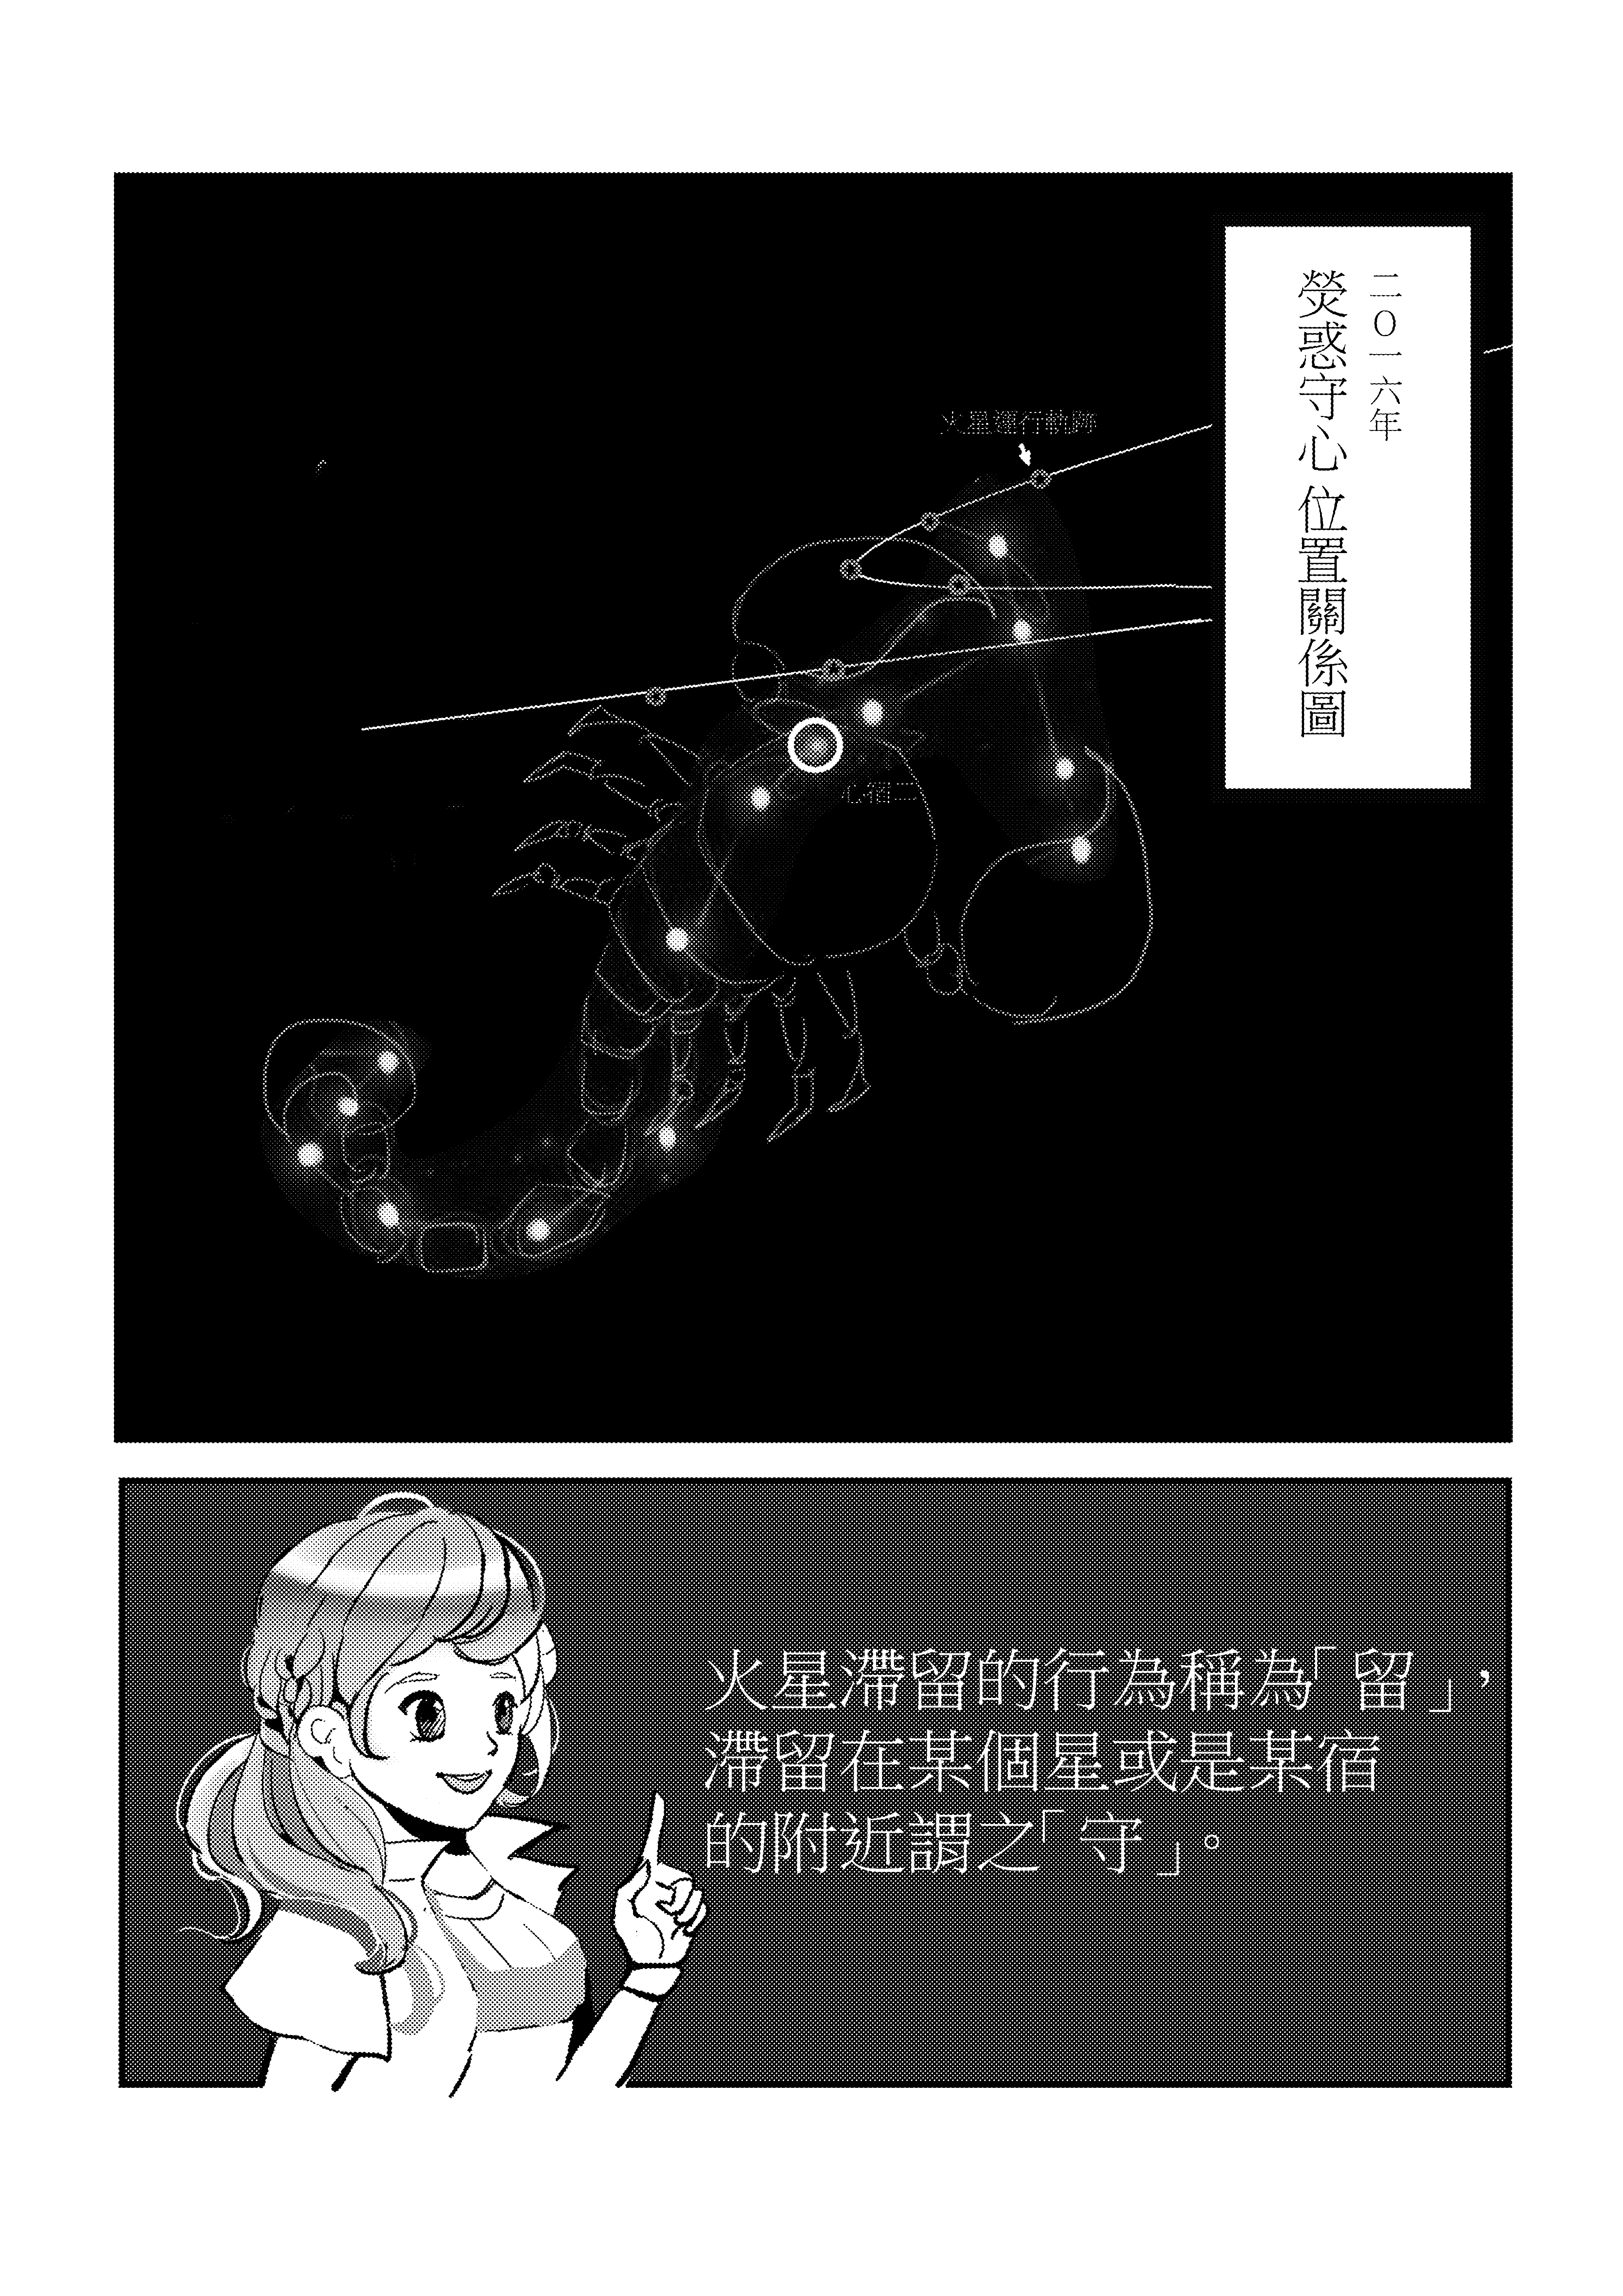 二〇一六年
熒惑守心 位置關係圖
火星運行軌跡
心宿二
火星滯留的行為稱為「留」，
滯留在某個星或是某宿
的附近謂之「守」。